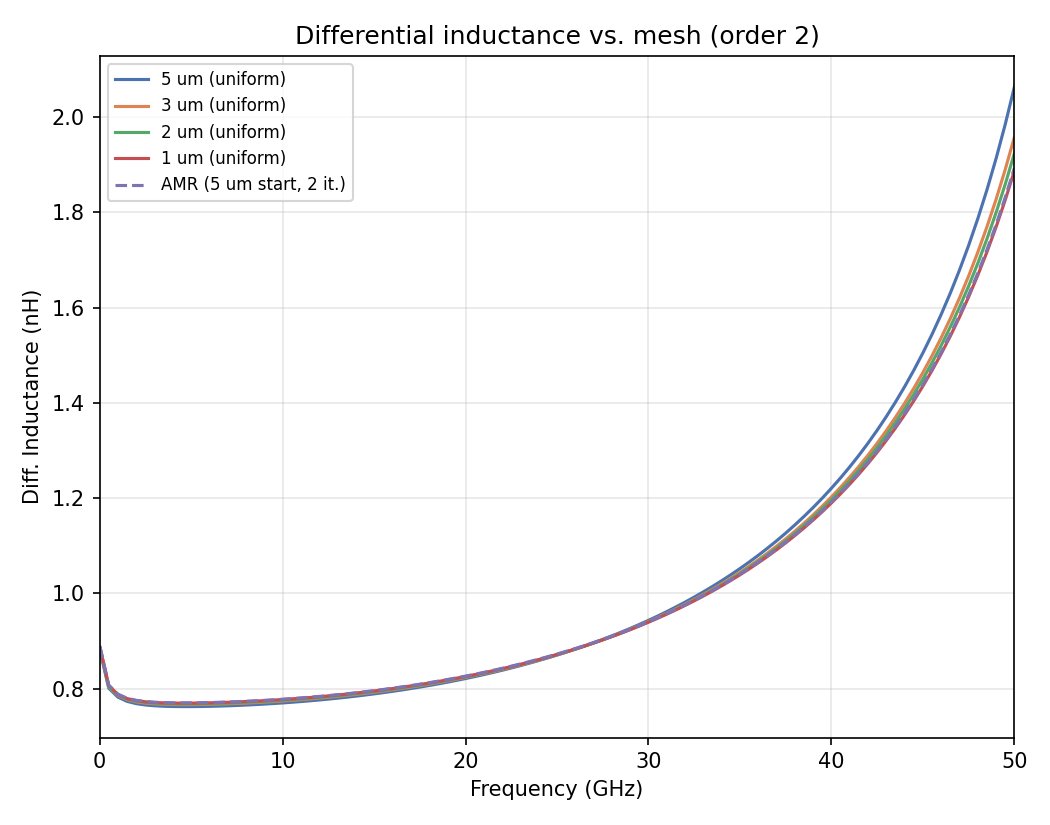 Differential inductance vs. mesh (order 2)
5 um (uniform)
3 um (uniform)
2 um (uniform)
1 um (uniform)
AMR (5 um start, 2 it.)
Diff. Inductance (nH)
2.0
1.8
1.6
1.4
1.2
1.0
0.8
0
10
20
30
40
50
Frequency (GHz)